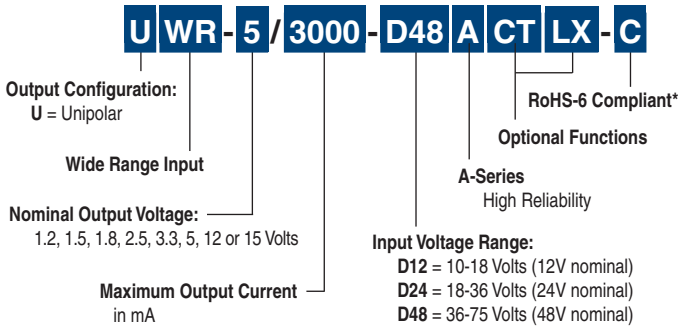 U WR - 5 / 3000 - D48 A CT LX - C
Output Configuration:
U = Unipolar
RoHS-6 Compliant*
Optional Functions
Wide Range Input
A-Series
High Reliability
Nominal Output Voltage:
1.2, 1.5, 1.8, 2.5, 3.3, 5, 12 or 15 Volts
Input Voltage Range:
D12 = 10-18 Volts (12V nominal)
D24 = 18-36 Volts (24V nominal)
D48 = 36-75 Volts (48V nominal)
Maximum Output Current
in mA